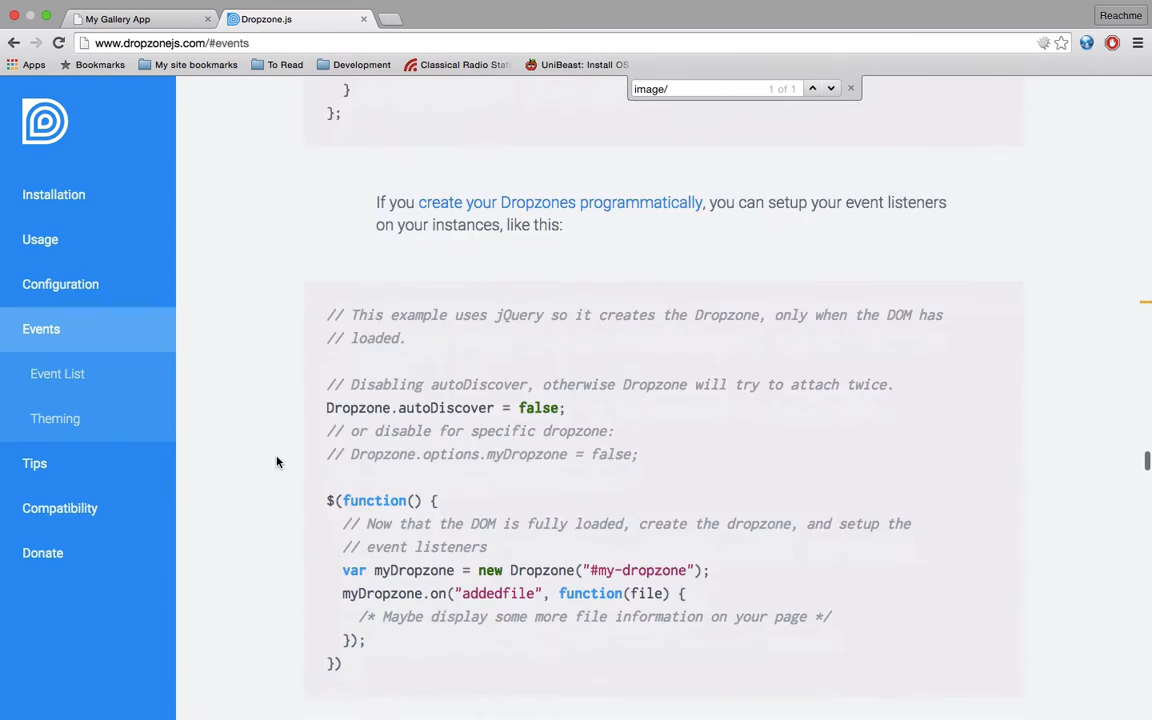 My Gallery App
Dropzone.js
Reachme
www.dropzonejs.com/#events
Apps
Bookmarks
My site bookmarks
To Read
Development
Classical Radio Stati
UniBeast: Install OS
image/
1 of 1
}
};
Installation
Usage
Configuration
Events
Event List
Theming
Tips
Compatibility
Donate
If you create your Dropzones programmatically, you can setup your event listeners
on your instances, like this:
// This example uses jQuery so it creates the Dropzone, only when the DOM has
// loaded.
// Disabling autoDiscover, otherwise Dropzone will try to attach twice.
Dropzone.autoDiscover = false;
// or disable for specific dropzone:
// Dropzone.options.myDropzone = false;
$(function() {
// Now that the DOM is fully loaded, create the dropzone, and setup the
// event listeners
var myDropzone = new Dropzone("#my-dropzone");
myDropzone.on("addedfile", function(file) {
/* Maybe display some more file information on your page */
});
})